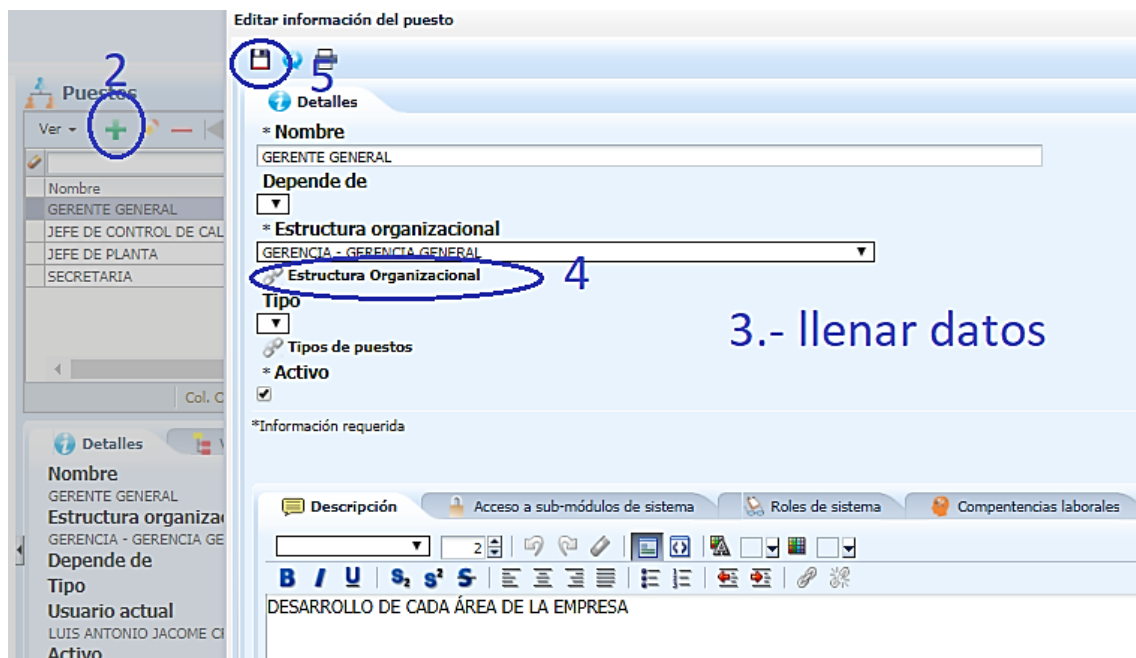 Editar información del puesto
2
5
Puestos
Ver
Detalles
* Nombre
GERENTE GENERAL
Depende de
* Estructura organizacional
GERENCIA - GERENCIA GENERAL
Estructura Organizacional
4
Tipo
3.- llenar datos
Tipos de puestos
* Activo
*Información requerida
Nombre
GERENTE GENERAL
JEFE DE CONTROL DE CAL
JEFE DE PLANTA
SECRETARIA
Col. C
Detalles
V
Nombre
GERENTE GENERAL
Estructura organizac
GERENCIA - GERENCIA GE
Depende de
Tipo
Usuario actual
LUIS ANTONIO JACOME C
Activo
Descripción
Acceso a sub-módulos de sistema
Roles de sistema
Compentencias laborales
2
B I U S₂ S² S
DESARROLLO DE CADA ÁREA DE LA EMPRESA